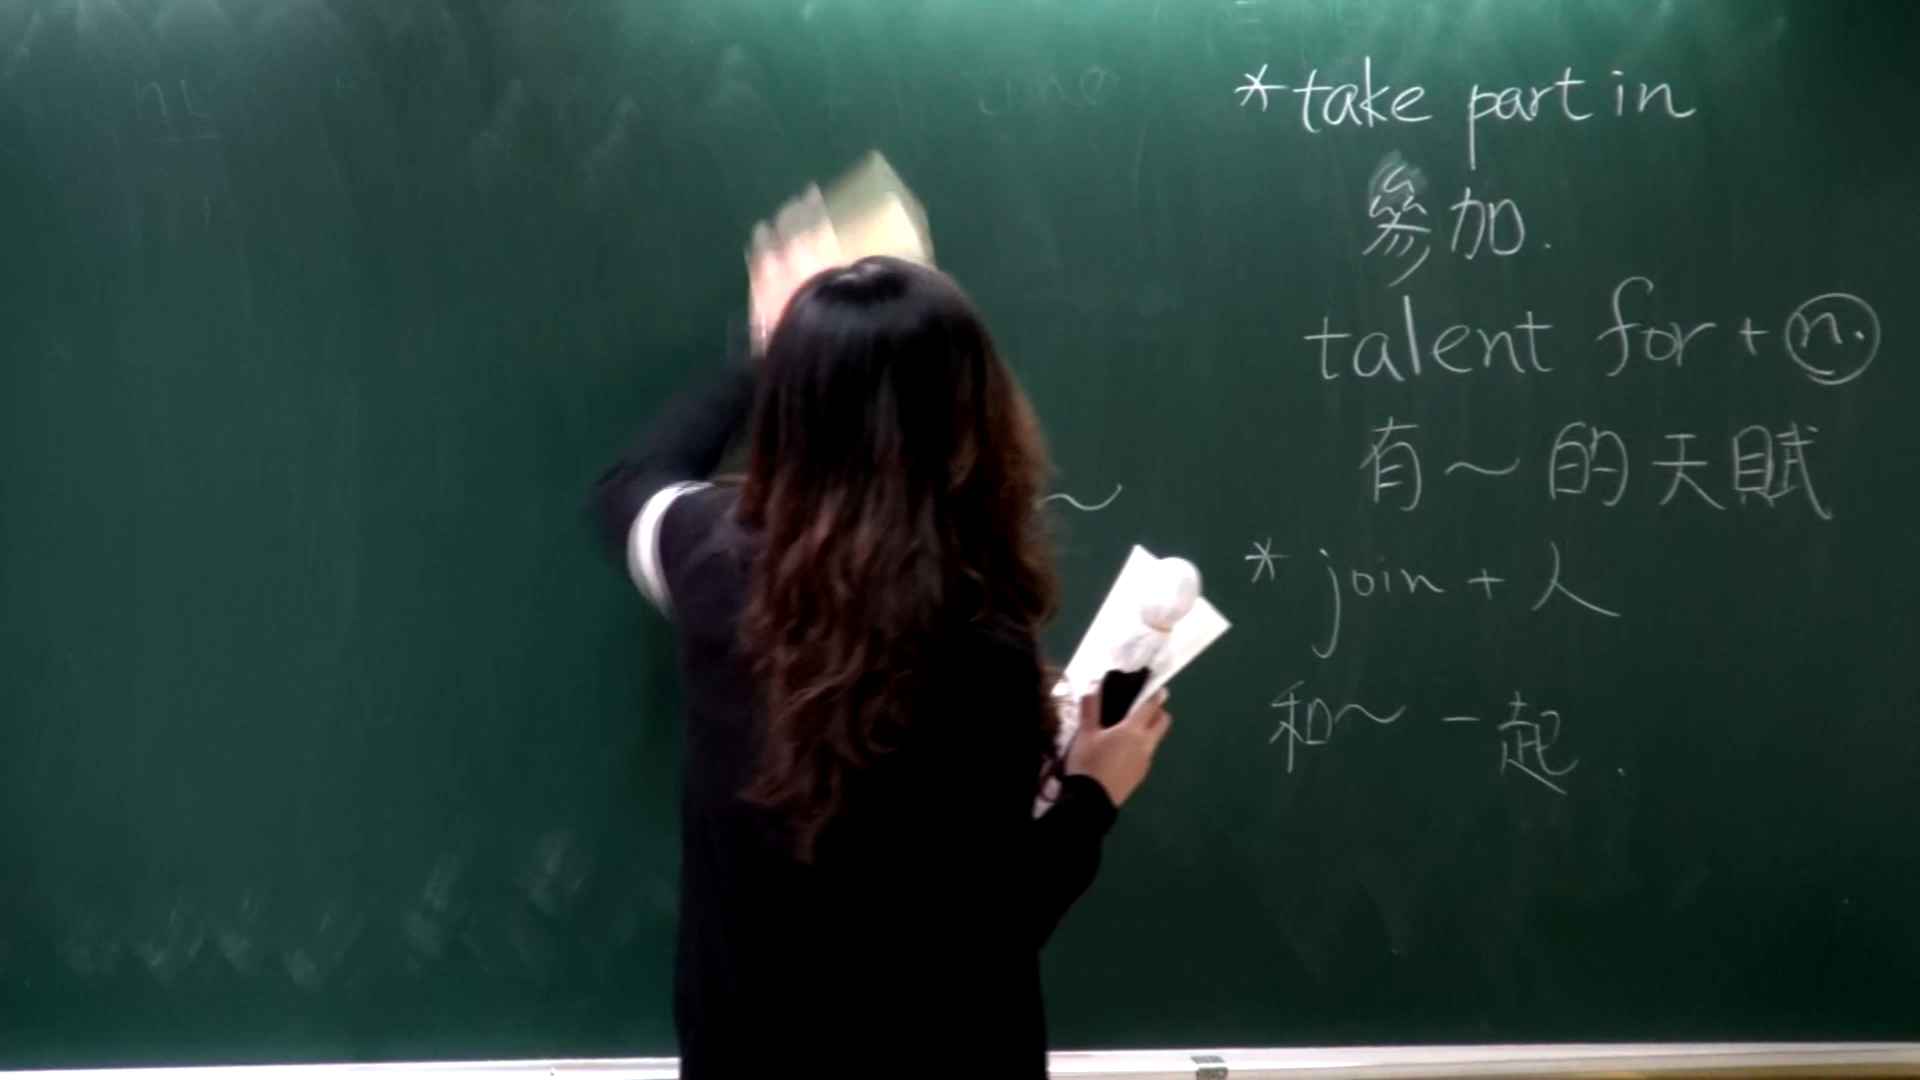 *take part in
參加.
talent for + n.
有～的天賦
～
* join + 人
和～一起.